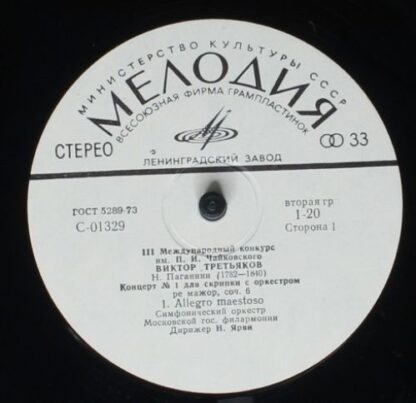 МИНИСТЕРСТВО КУЛЬТУРЫ СССР
МЕЛОДИЯ
ВСЕСОЮЗНАЯ ФИРМА ГРАМПЛАСТИНОК
СТЕРЕО
33
ЛЕНИНГРАДСКИЙ ЗАВОД
ГОСТ 5289-73
С-01329
вторая гр
1-20
Сторона 1
III Международный конкурс
им. П. И. Чайковского
ВИКТОР ТРЕТЬЯКОВ
Н. Паганини (1782—1840)
Концерт № 1 для скрипки с оркестром
ре мажор, соч. 6
1. Allegro maestoso
Симфонический оркестр
Московской гос. филармонии
Дирижер Н. Ярви